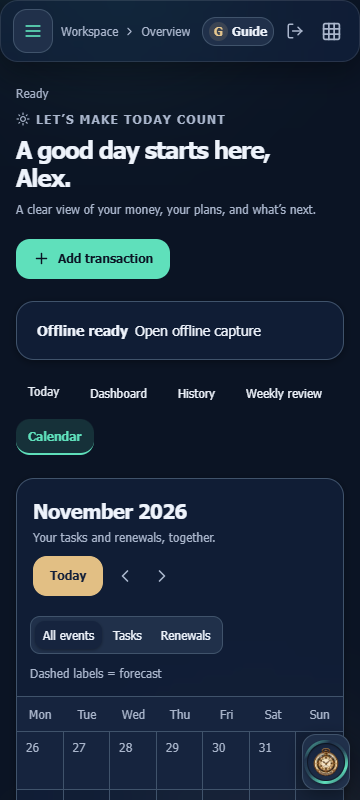 Workspace > Overview G Guide
Ready
LET'S MAKE TODAY COUNT
A good day starts here,
Alex.
A clear view of your money, your plans, and what's next.
+ Add transaction
Offline ready Open offline capture
Today Dashboard History Weekly review
Calendar
November 2026
Your tasks and renewals, together.
Today < >
All events Tasks Renewals
Dashed labels = forecast
Mon Tue Wed Thu Fri Sat Sun
26 27 28 29 30 31